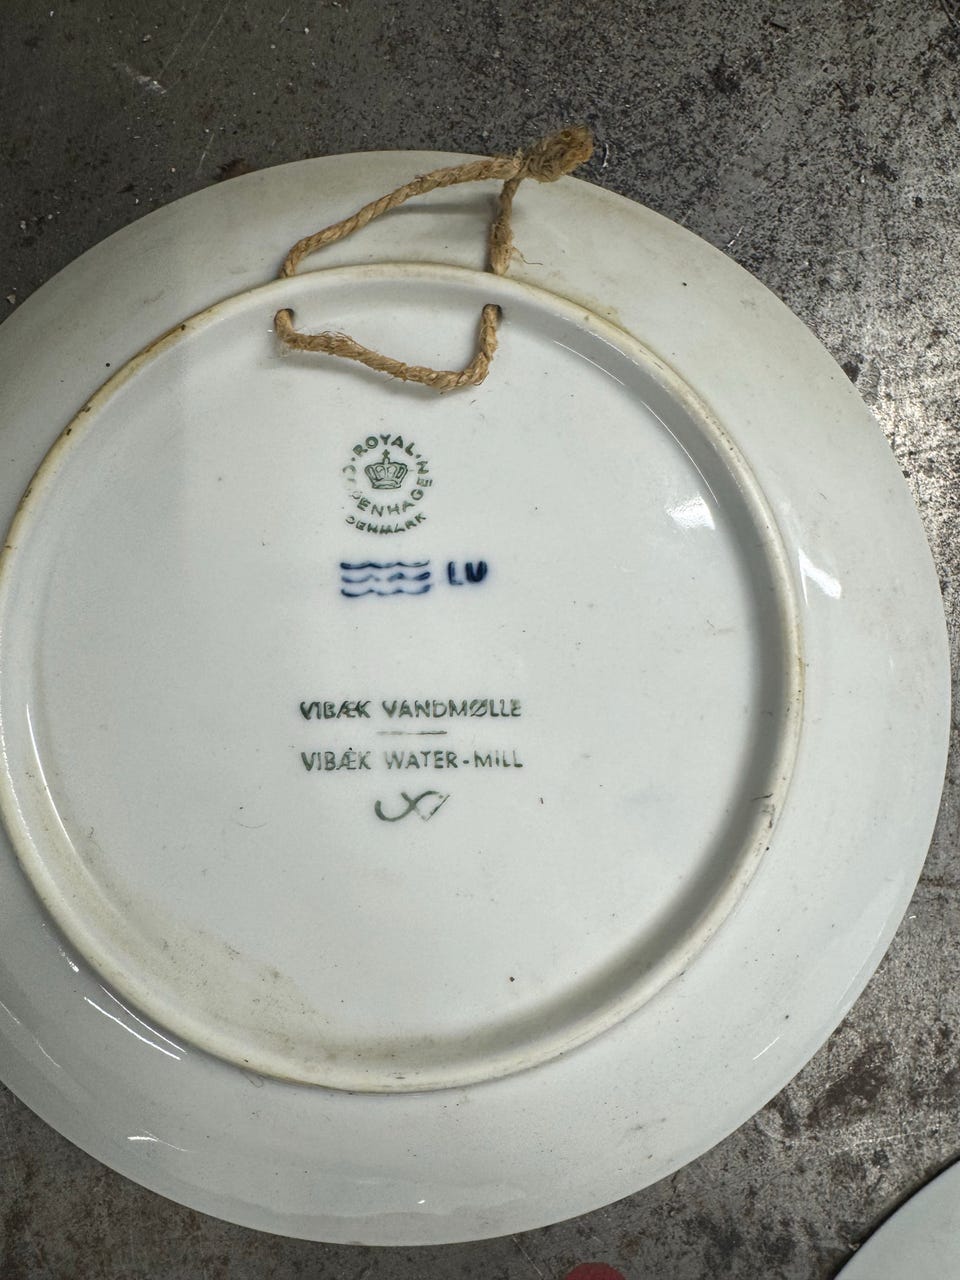 ROYAL
COPENHAGEN
DENMARK
LU
VIBÆK VANDMØLLE
VIBÆK WATER-MILL